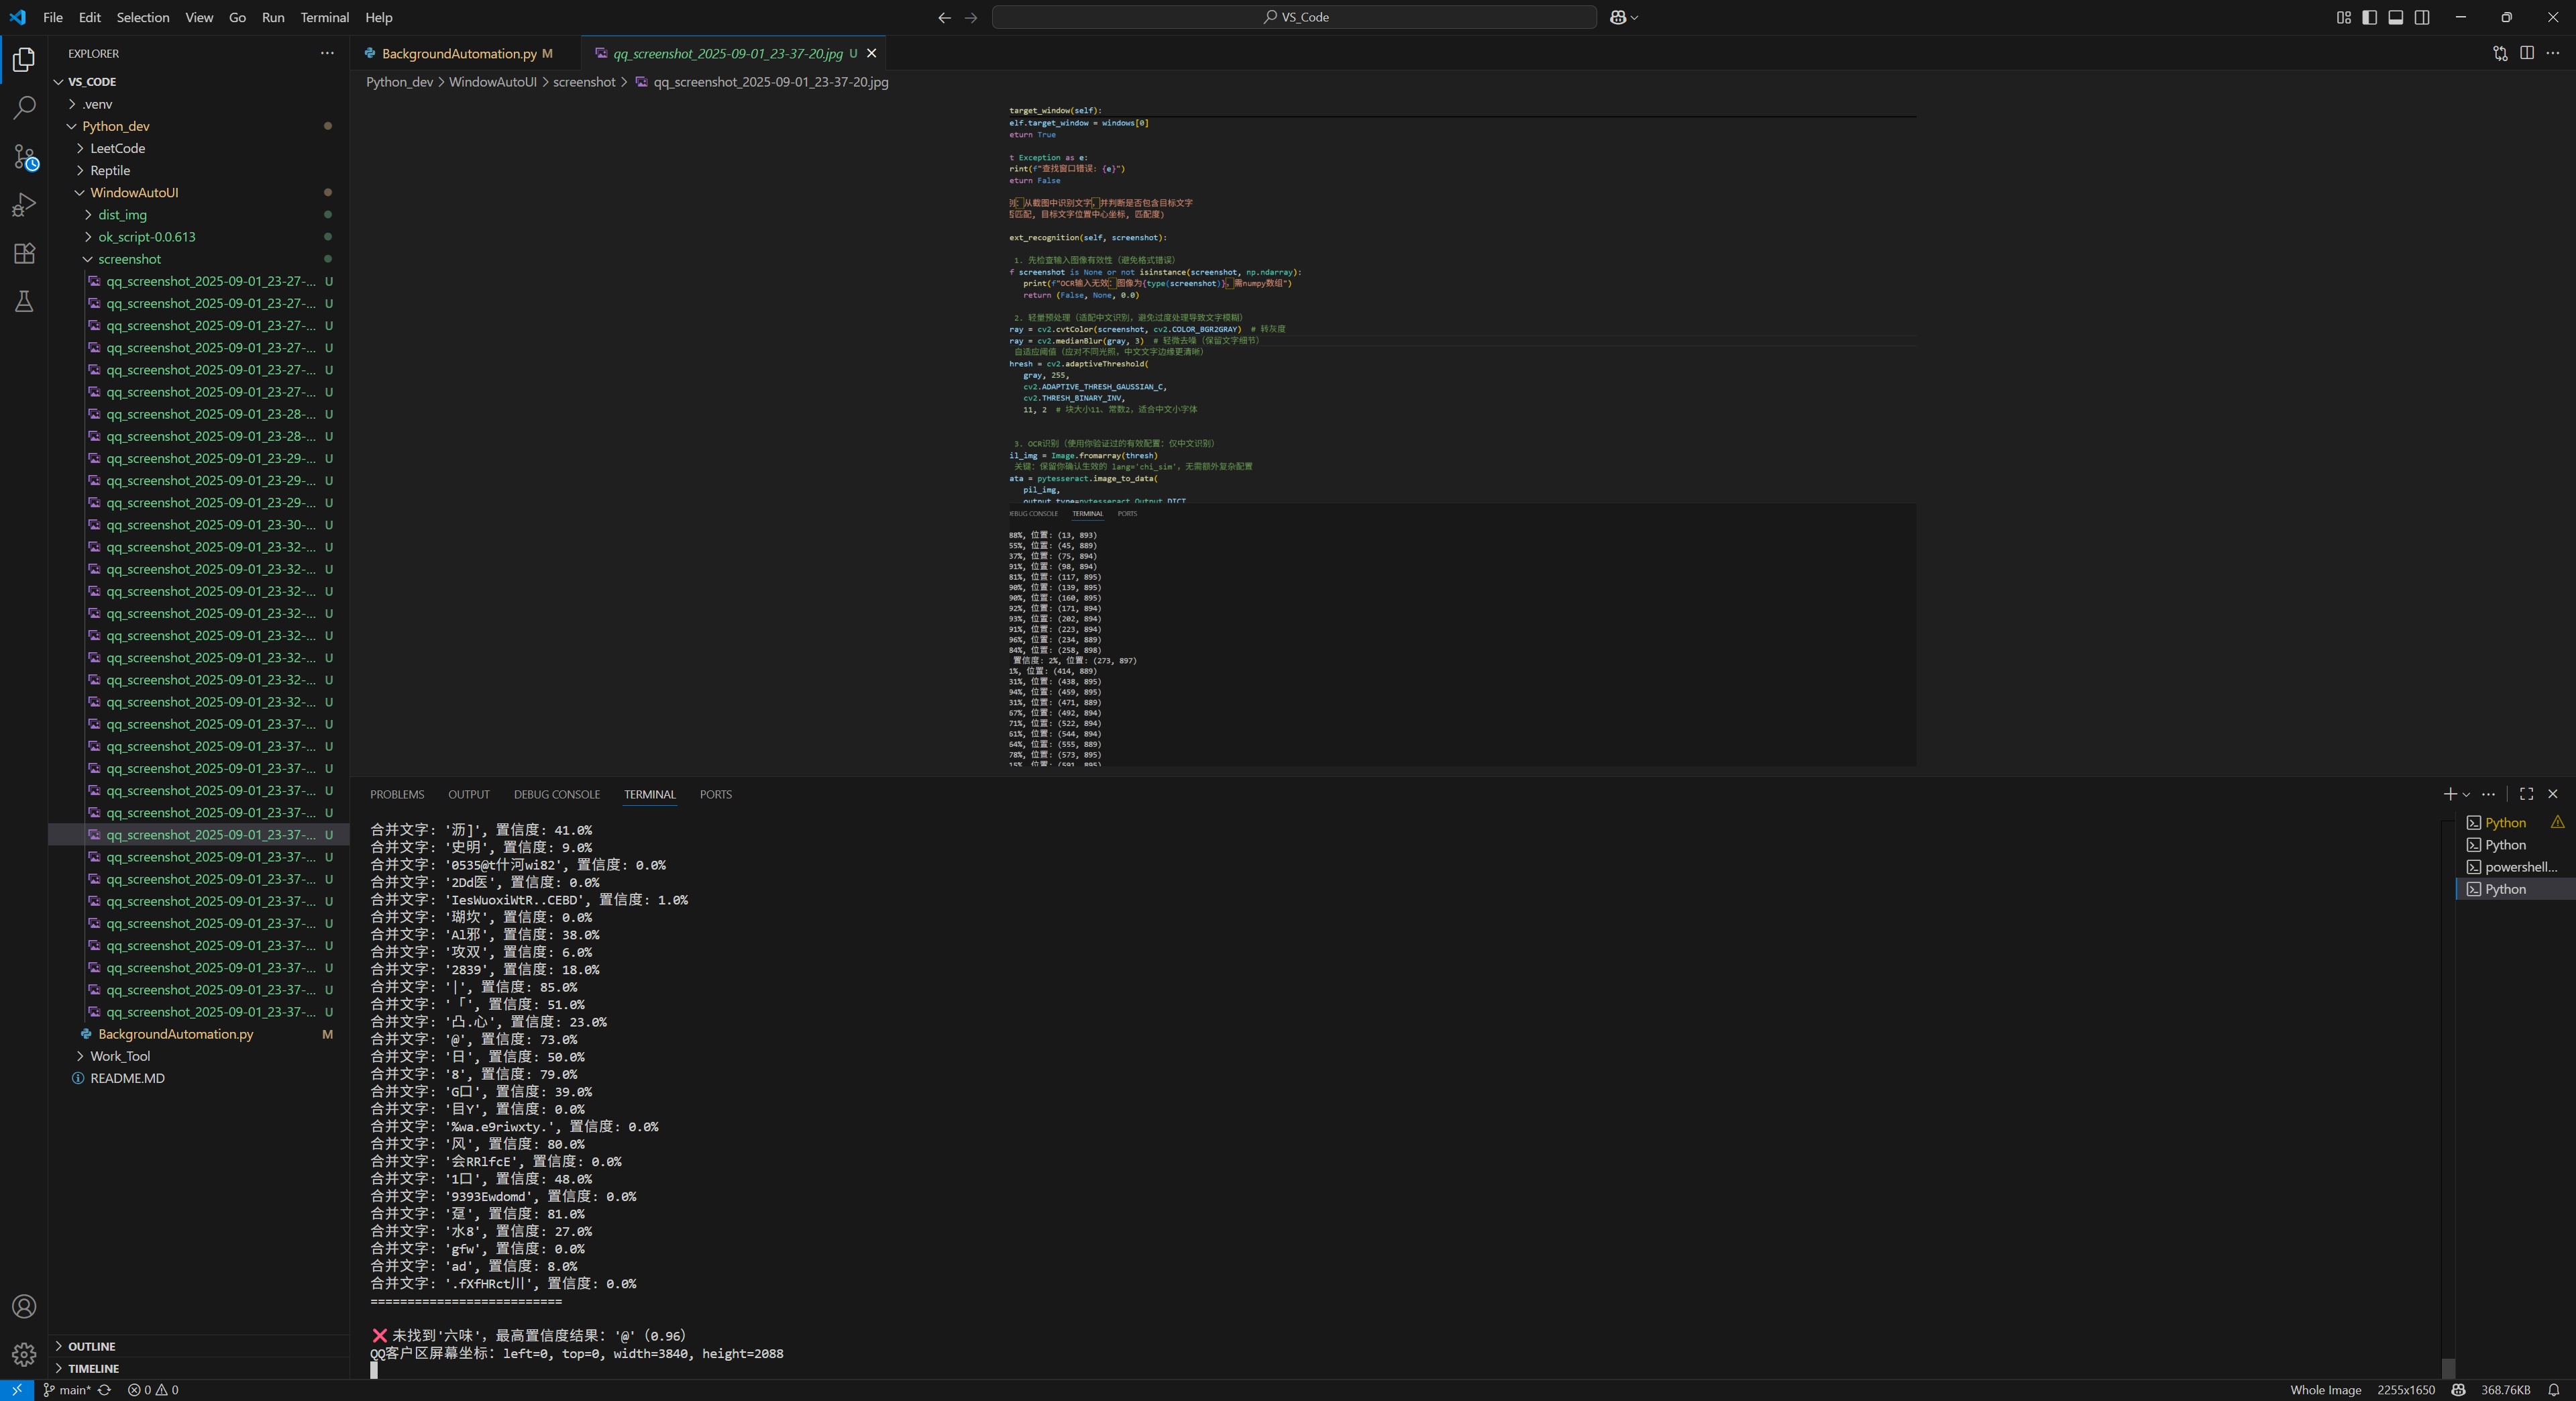 File Edit Selection View Go Run Terminal Help
VS_Code
EXPLORER
VS_CODE
.venv
Python_dev
LeetCode
Reptile
WindowAutoUI
dist_img
ok_script-0.0.613
screenshot
qq_screenshot_2025-09-01_23-27-... U
qq_screenshot_2025-09-01_23-27-... U
qq_screenshot_2025-09-01_23-27-... U
qq_screenshot_2025-09-01_23-27-... U
qq_screenshot_2025-09-01_23-27-... U
qq_screenshot_2025-09-01_23-27-... U
qq_screenshot_2025-09-01_23-28-... U
qq_screenshot_2025-09-01_23-28-... U
qq_screenshot_2025-09-01_23-29-... U
qq_screenshot_2025-09-01_23-29-... U
qq_screenshot_2025-09-01_23-29-... U
qq_screenshot_2025-09-01_23-30-... U
qq_screenshot_2025-09-01_23-32-... U
qq_screenshot_2025-09-01_23-32-... U
qq_screenshot_2025-09-01_23-32-... U
qq_screenshot_2025-09-01_23-32-... U
qq_screenshot_2025-09-01_23-32-... U
qq_screenshot_2025-09-01_23-32-... U
qq_screenshot_2025-09-01_23-32-... U
qq_screenshot_2025-09-01_23-32-... U
qq_screenshot_2025-09-01_23-37-... U
qq_screenshot_2025-09-01_23-37-... U
qq_screenshot_2025-09-01_23-37-... U
qq_screenshot_2025-09-01_23-37-... U
qq_screenshot_2025-09-01_23-37-... U
qq_screenshot_2025-09-01_23-37-... U
qq_screenshot_2025-09-01_23-37-... U
qq_screenshot_2025-09-01_23-37-... U
qq_screenshot_2025-09-01_23-37-... U
qq_screenshot_2025-09-01_23-37-... U
qq_screenshot_2025-09-01_23-37-... U
qq_screenshot_2025-09-01_23-37-... U
qq_screenshot_2025-09-01_23-37-... U
qq_screenshot_2025-09-01_23-37-... U
BackgroundAutomation.py M
Work_Tool
README.MD
OUTLINE
TIMELINE
BackgroundAutomation.py M
qq_screenshot_2025-09-01_23-37-20.jpg U
Python_dev > WindowAutoUI > screenshot > qq_screenshot_2025-09-01_23-37-20.jpg
target_window(self):
elf.target_window = windows[0]
eturn True
t Exception as e:
rint(f"查找窗口错误: {e}")
eturn False
别：从截图中识别文字，并判断是否包含目标文字
否匹配, 目标文字位置中心坐标, 匹配度)
ext_recognition(self, screenshot):
1. 先检查输入图像有效性（避免格式错误）
f screenshot is None or not isinstance(screenshot, np.ndarray):
print(f"OCR输入无效：图像为{type(screenshot)}，需numpy数组")
return (False, None, 0.0)
2. 轻量预处理（适配中文识别，避免过度处理导致文字模糊）
ray = cv2.cvtColor(screenshot, cv2.COLOR_BGR2GRAY) # 转灰度
ray = cv2.medianBlur(gray, 3) # 轻微去噪（保留文字细节）
自适应阈值（应对不同光照，中文文字边缘更清晰）
hresh = cv2.adaptiveThreshold(
gray, 255,
cv2.ADAPTIVE_THRESH_GAUSSIAN_C,
cv2.THRESH_BINARY_INV,
11, 2 # 块大小11、常数2，适合中文小字体
3. OCR识别（使用你验证过的有效配置：仅中文识别）
il_img = Image.fromarray(thresh)
关键：保留你确认生效的 lang='chi_sim'，无需额外复杂配置
ata = pytesseract.image_to_data(
pil_img,
output_type=pytesseract.Output.DICT
EBUG CONSOLE TERMINAL PORTS
88%, 位置: (13, 893)
55%, 位置: (45, 889)
37%, 位置: (75, 894)
91%, 位置: (98, 894)
81%, 位置: (117, 895)
90%, 位置: (139, 895)
90%, 位置: (160, 895)
92%, 位置: (171, 894)
93%, 位置: (202, 894)
91%, 位置: (223, 894)
96%, 位置: (234, 889)
84%, 位置: (258, 898)
置信度: 2%, 位置: (273, 897)
1%, 位置: (414, 889)
31%, 位置: (438, 895)
94%, 位置: (459, 895)
31%, 位置: (471, 889)
67%, 位置: (492, 894)
71%, 位置: (522, 894)
61%, 位置: (544, 894)
64%, 位置: (555, 889)
78%, 位置: (573, 895)
15%, 位置: (591, 895)
PROBLEMS OUTPUT DEBUG CONSOLE TERMINAL PORTS
合并文字: '沥]', 置信度: 41.0%
合并文字: '史明', 置信度: 9.0%
合并文字: '0535@t什河wi82', 置信度: 0.0%
合并文字: '2Dd医', 置信度: 0.0%
合并文字: 'IesWuoxiWtR..CEBD', 置信度: 1.0%
合并文字: '瑚坎', 置信度: 0.0%
合并文字: 'Al邪', 置信度: 38.0%
合并文字: '攻双', 置信度: 6.0%
合并文字: '2839', 置信度: 18.0%
合并文字: '|', 置信度: 85.0%
合并文字: '「', 置信度: 51.0%
合并文字: '凸.心', 置信度: 23.0%
合并文字: '@', 置信度: 73.0%
合并文字: '日', 置信度: 50.0%
合并文字: '8', 置信度: 79.0%
合并文字: 'G口', 置信度: 39.0%
合并文字: '目Y', 置信度: 0.0%
合并文字: '%wa.e9riwxty.', 置信度: 0.0%
合并文字: '风', 置信度: 80.0%
合并文字: '会RRlfcE', 置信度: 0.0%
合并文字: '1口', 置信度: 48.0%
合并文字: '9393Ewdomd', 置信度: 0.0%
合并文字: '趸', 置信度: 81.0%
合并文字: '水8', 置信度: 27.0%
合并文字: 'gfw', 置信度: 0.0%
合并文字: 'ad', 置信度: 8.0%
合并文字: '.fXfHRct川', 置信度: 0.0%
==========================
❌ 未找到'六味', 最高置信度结果: '@' (0.96)
QQ客户区屏幕坐标: left=0, top=0, width=3840, height=2088
Python
Python
powershell...
Python
main* 0 0
Whole Image 2255x1650 368.76KB